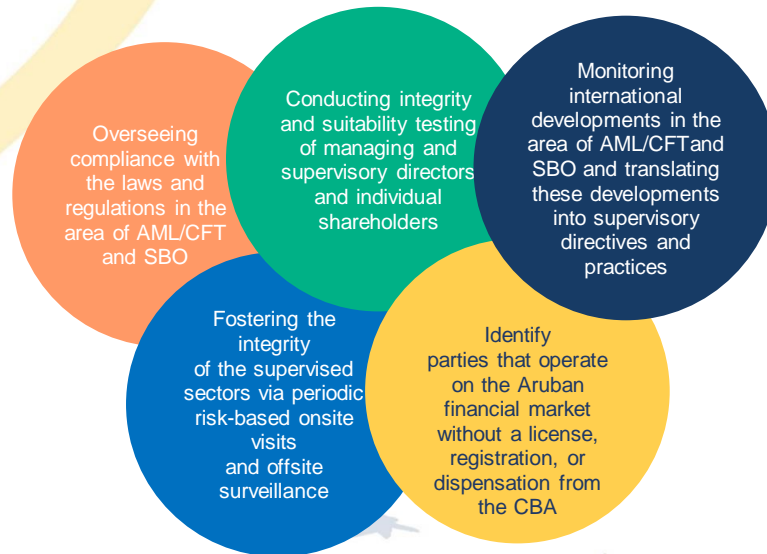 Overseeing
compliance with
the laws and
regulations in the
area of AML/CFT
and SBO
Conducting integrity
and suitability testing
of managing and
supervisory directors
and individual
shareholders
Monitoring
international
developments in the
area of AML/CFTand
SBO and translating
these developments
into supervisory
directives and
practices
Fostering the
integrity
of the supervised
sectors via periodic
risk-based onsite
visits
and offsite
surveillance
Identify
parties that operate
on the Aruban
financial market
without a license,
registration, or
dispensation from
the CBA